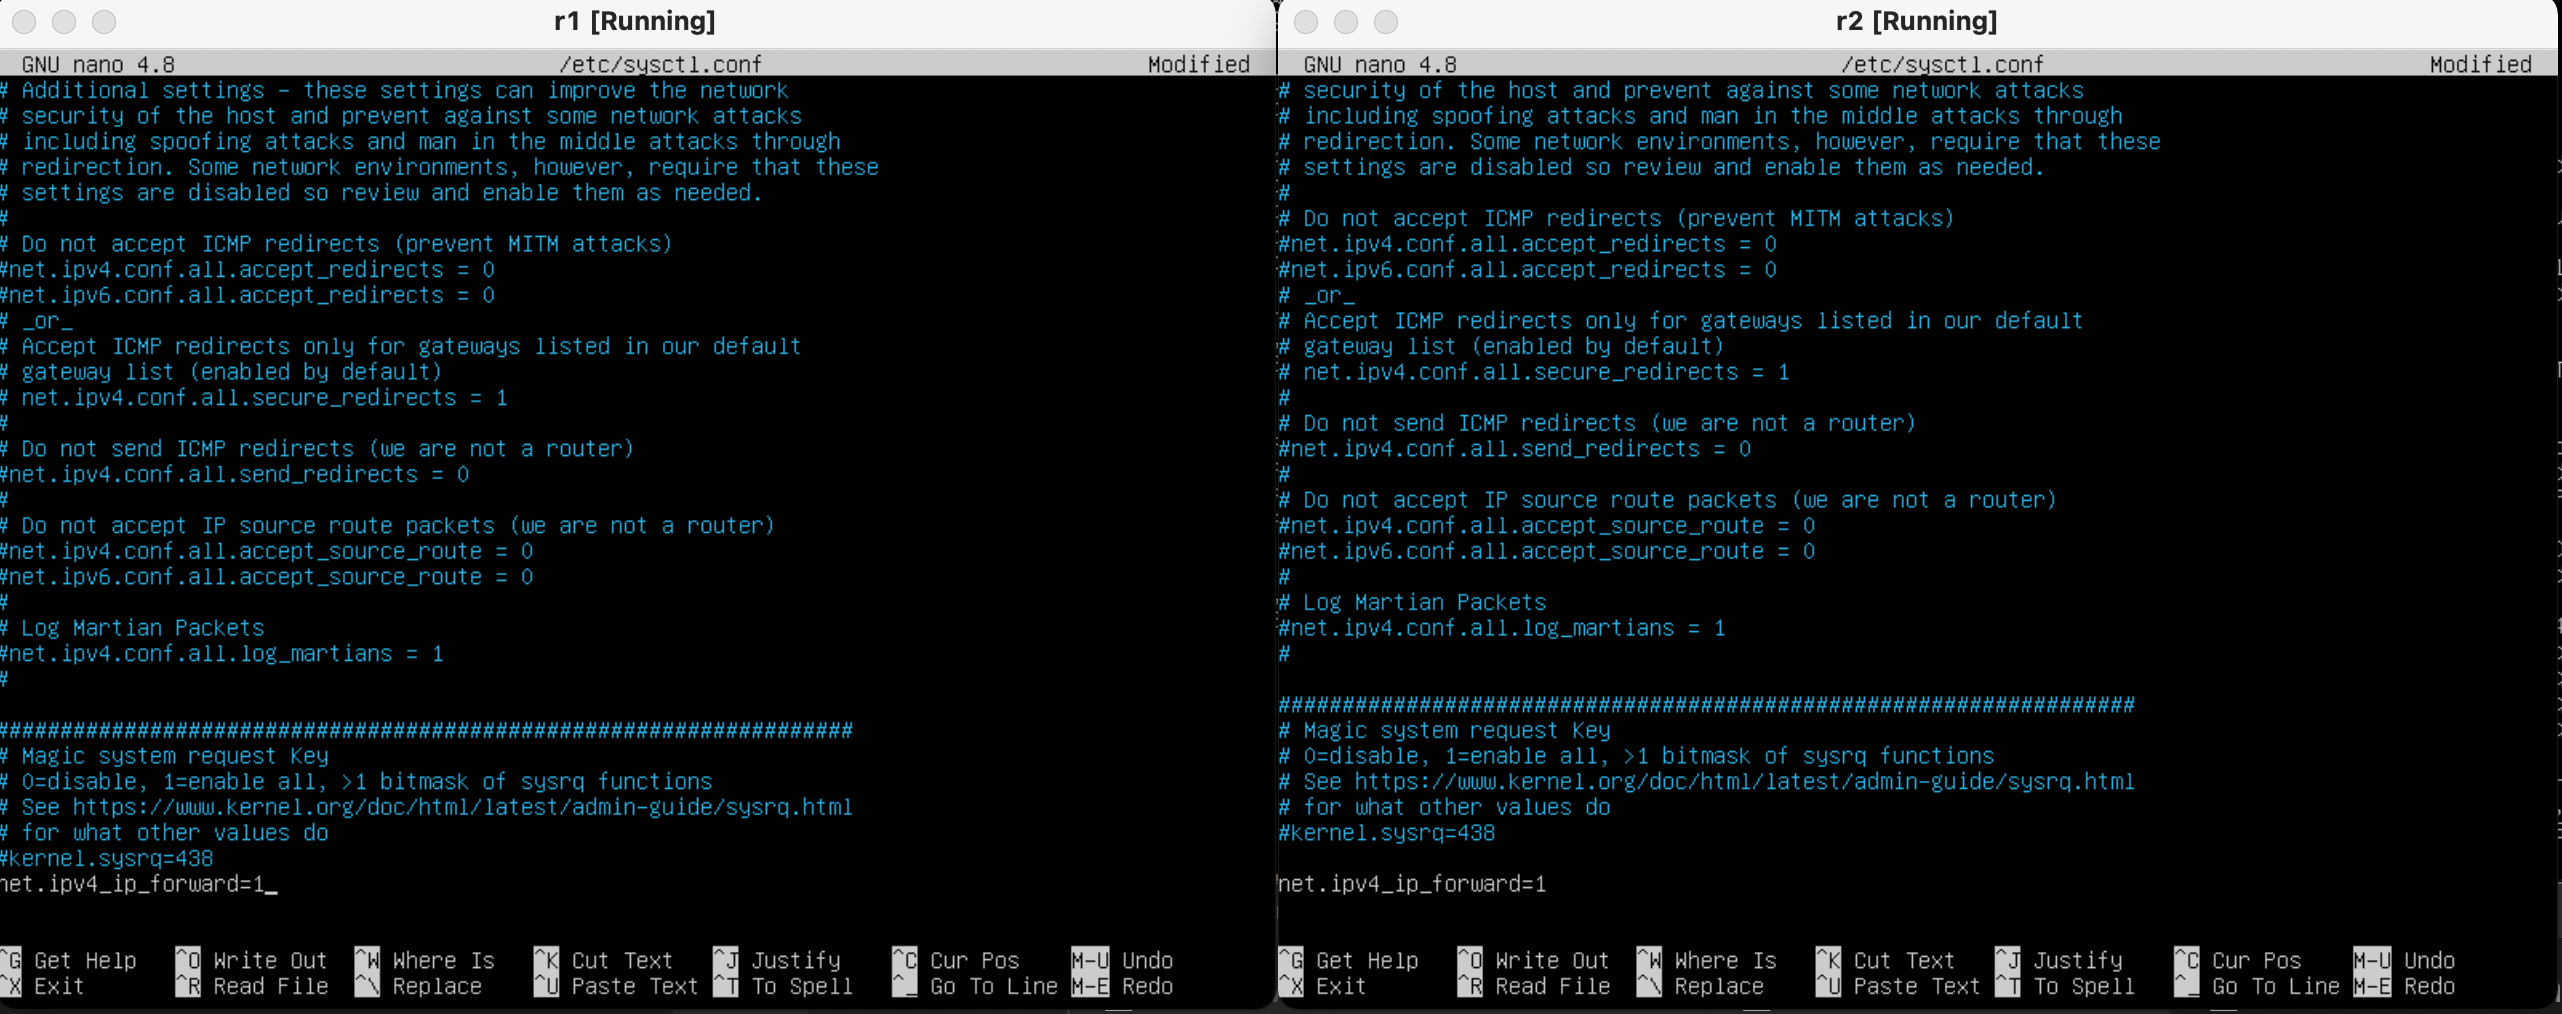 r1 [Running]
GNU nano 4.8 /etc/sysctl.conf Modified
# Additional settings - these settings can improve the network
# security of the host and prevent against some network attacks
# including spoofing attacks and man in the middle attacks through
# redirection. Some network environments, however, require that these
# settings are disabled so review and enable them as needed.
#
# Do not accept ICMP redirects (prevent MITM attacks)
#net.ipv4.conf.all.accept_redirects = 0
#net.ipv6.conf.all.accept_redirects = 0
# _or_
# Accept ICMP redirects only for gateways listed in our default
# gateway list (enabled by default)
# net.ipv4.conf.all.secure_redirects = 1
#
# Do not send ICMP redirects (we are not a router)
#net.ipv4.conf.all.send_redirects = 0
#
# Do not accept IP source route packets (we are not a router)
#net.ipv4.conf.all.accept_source_route = 0
#net.ipv6.conf.all.accept_source_route = 0
#
# Log Martian Packets
#net.ipv4.conf.all.log_martians = 1
#
###################################################################
# Magic system request Key
# 0=disable, 1=enable all, >1 bitmask of sysrq functions
# See https://www.kernel.org/doc/html/latest/admin-guide/sysrq.html
# for what other values do
#kernel.sysrq=438
net.ipv4_ip_forward=1_
^G Get Help ^O Write Out ^W Where Is ^K Cut Text ^J Justify ^C Cur Pos M-U Undo
^X Exit ^R Read File ^\ Replace ^U Paste Text ^T To Spell ^_ Go To Line M-E Redo
r2 [Running]
GNU nano 4.8 /etc/sysctl.conf Modified
# security of the host and prevent against some network attacks
# including spoofing attacks and man in the middle attacks through
# redirection. Some network environments, however, require that these
# settings are disabled so review and enable them as needed.
#
# Do not accept ICMP redirects (prevent MITM attacks)
#net.ipv4.conf.all.accept_redirects = 0
#net.ipv6.conf.all.accept_redirects = 0
# _or_
# Accept ICMP redirects only for gateways listed in our default
# gateway list (enabled by default)
# net.ipv4.conf.all.secure_redirects = 1
#
# Do not send ICMP redirects (we are not a router)
#net.ipv4.conf.all.send_redirects = 0
#
# Do not accept IP source route packets (we are not a router)
#net.ipv4.conf.all.accept_source_route = 0
#net.ipv6.conf.all.accept_source_route = 0
#
# Log Martian Packets
#net.ipv4.conf.all.log_martians = 1
#
###################################################################
# Magic system request Key
# 0=disable, 1=enable all, >1 bitmask of sysrq functions
# See https://www.kernel.org/doc/html/latest/admin-guide/sysrq.html
# for what other values do
#kernel.sysrq=438
net.ipv4_ip_forward=1
^G Get Help ^O Write Out ^W Where Is ^K Cut Text ^J Justify ^C Cur Pos M-U Undo
^X Exit ^R Read File ^\ Replace ^U Paste Text ^T To Spell ^_ Go To Line M-E Redo